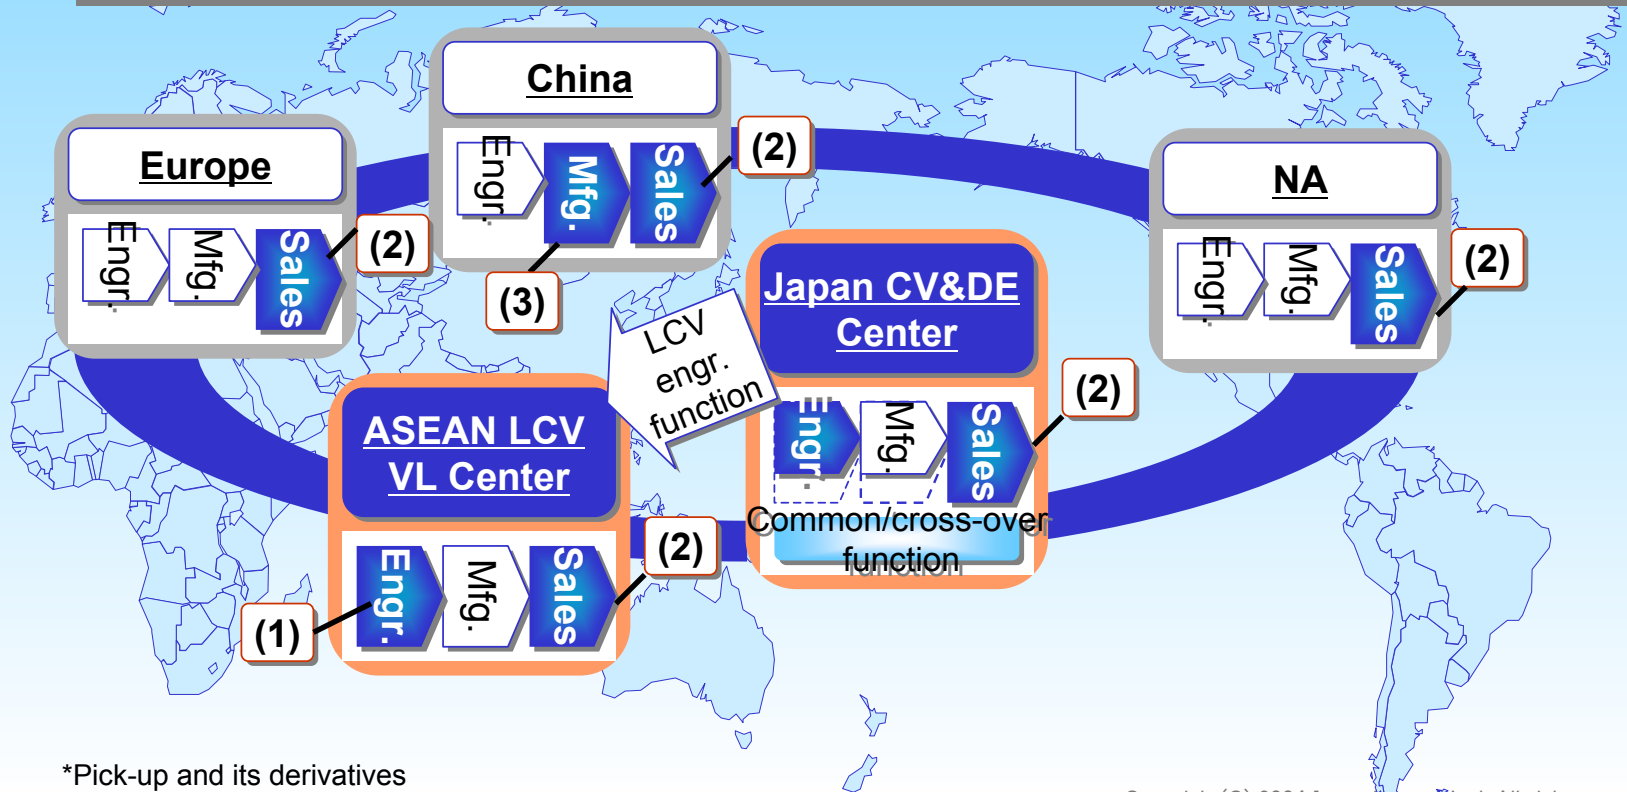 China
Engr.
Mfg.
Sales
(2)
(3)
Europe
Engr.
Mfg.
Sales
(2)
NA
Engr.
Mfg.
Sales
(2)
Japan CV&DE
Center
Engr.
Mfg.
Sales
(2)
Common/cross-over
function
LCV
engr.
function
ASEAN LCV
VL Center
Engr.
Mfg.
Sales
(2)
(1)
*Pick-up and its derivatives